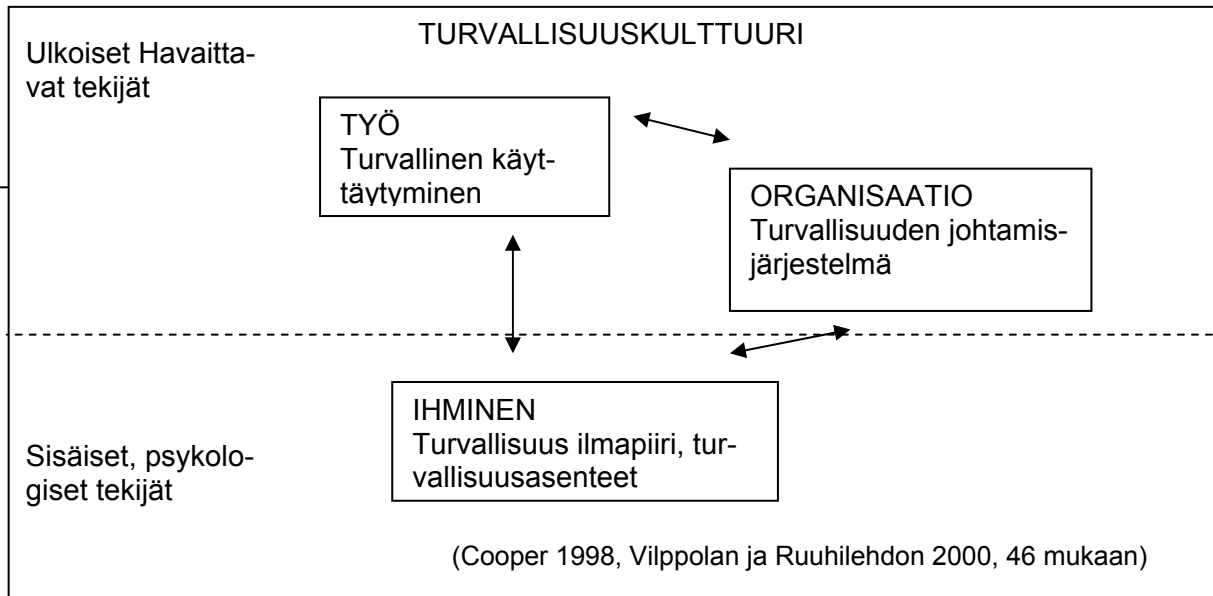 TURVALLISUUSKULTTUURI
Ulkoiset Havaitta-
vat tekijät
TYÖ
Turvallinen käyt-
täytyminen
ORGANISAATIO
Turvallisuuden johtamis-
järjestelmä
IHMINEN
Turvallisuus ilmapiiri, tur-
vallisuusasenteet
Sisäiset, psykolo-
giset tekijät
(Cooper 1998, Vilppolan ja Ruuhilehdon 2000, 46 mukaan)